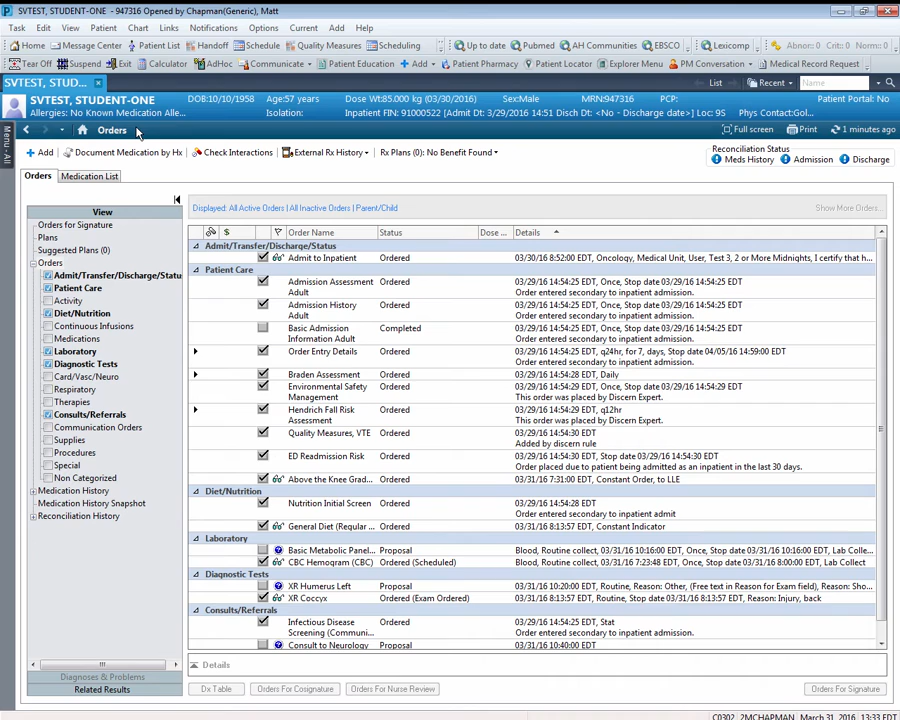 SVTEST, STUDENT-ONE - 947316 Opened by Chapman(Generic), Matt
Task Edit View Patient Chart Links Notifications Options Current Add Help
Home Message Center Patient List Handoff Schedule Quality Measures Scheduling Up to date Pubmed AH Communities EBSCO Lexicomp Abnor: 0 Crit: 0 Norms: 0
Tear Off Suspend Exit Calculator AdHoc Communicate Patient Education Add Patient Pharmacy Patient Locator Explorer Menu PM Conversation Medical Record Request
SVTEST, STUD... List Recent Name
SVTEST, STUDENT-ONE DOB:10/10/1958 Age:57 years Dose Wt:85.000 kg (03/30/2016) Sex:Male MRN:947316 PCP: Patient Portal: No
Allergies: No Known Medication Alle... Isolation: Inpatient FIN: 91000522 [Admit Dt: 3/29/2016 14:51 Disch Dt: <No - Discharge date>] Loc: 9S Phys Contact:Gol...
Menu - All
Orders Full screen Print 1 minutes ago
+ Add Document Medication by Hx Check Interactions External Rx History Rx Plans (0): No Benefit Found
Reconciliation Status
Meds History Admission Discharge
Orders Medication List
View
Orders for Signature
Plans
Suggested Plans (0)
Orders
Admit/Transfer/Discharge/Statu
Patient Care
Activity
Diet/Nutrition
Continuous Infusions
Medications
Laboratory
Diagnostic Tests
Card/Vasc/Neuro
Respiratory
Therapies
Consults/Referrals
Communication Orders
Supplies
Procedures
Special
Non Categorized
Medication History
Medication History Snapshot
Reconciliation History
Diagnoses & Problems
Related Results
Displayed: All Active Orders | All Inactive Orders | Parent/Child Show More Orders...
$ Order Name Status Dose ... Details
Admit/Transfer/Discharge/Status
Admit to Inpatient Ordered 03/30/16 8:52:00 EDT, Oncology, Medical Unit, User, Test 3, 2 or More Midnights, I certify that h...
Patient Care
Admission Assessment Ordered 03/29/16 14:54:25 EDT, Once, Stop date 03/29/16 14:54:25 EDT
Adult Order entered secondary to inpatient admission.
Admission History Ordered 03/29/16 14:54:25 EDT, Once, Stop date 03/29/16 14:54:25 EDT
Adult Order entered secondary to inpatient admission.
Basic Admission Completed 03/29/16 14:54:25 EDT, Once, Stop date 03/29/16 14:54:25 EDT
Information Adult Order entered secondary to inpatient admission.
Order Entry Details Ordered 03/29/16 14:54:25 EDT, q24hr, for 7, days, Stop date 04/05/16 14:59:00 EDT
Order entered secondary to inpatient admission.
Braden Assessment Ordered 03/29/16 14:54:28 EDT, Daily
Environmental Safety Ordered 03/29/16 14:54:29 EDT, Once, Stop date 03/29/16 14:54:29 EDT
Management This order was placed by Discern Expert.
Hendrich Fall Risk Ordered 03/29/16 14:54:29 EDT, q12hr
Assessment This order was placed by Discern Expert.
Quality Measures, VTE Ordered 03/29/16 14:54:30 EDT
Added by discern rule
ED Readmission Risk Ordered 03/29/16 14:54:30 EDT, Stop date 03/29/16 14:54:30 EDT
Order placed due to patient being admitted as an inpatient in the last 30 days.
Above the Knee Grad... Ordered 03/31/16 7:31:00 EDT, Constant Order, to LLE
Diet/Nutrition
Nutrition Initial Screen Ordered 03/29/16 14:54:28 EDT
Order entered secondary to inpatient admit
General Diet (Regular ... Ordered 03/31/16 8:13:57 EDT, Constant Indicator
Laboratory
Basic Metabolic Panel... Proposal Blood, Routine collect, 03/31/16 10:16:00 EDT, Once, Stop date 03/31/16 10:16:00 EDT, Lab Colle...
CBC Hemogram (CBC) Ordered (Scheduled) Blood, Routine collect, 03/31/16 7:23:48 EDT, Once, Stop date 03/31/16 8:00:00 EDT, Lab Collect
Diagnostic Tests
XR Humerus Left Proposal 03/31/16 10:20:00 EDT, Routine, Reason: Other, (Free text in Reason for Exam field), Reason: Sho...
XR Coccyx Ordered (Exam Ordered) 03/31/16 8:13:57 EDT, Routine, Stop date 03/31/16 8:13:57 EDT, Reason: Injury, back
Consults/Referrals
Infectious Disease Ordered 03/29/16 14:54:25 EDT, Stat
Screening (Communi... Order entered secondary to inpatient admission.
Consult to Neurology Proposal 03/31/16 10:40:00 EDT
Details
Dx Table Orders For Cosignature Orders For Nurse Review Orders For Signature
C0302 2MCHAPMAN March 31, 2016 13:33 EDT